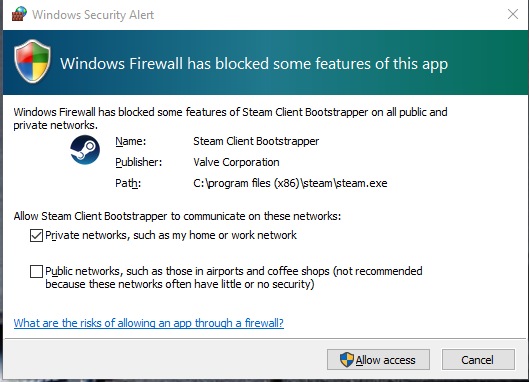 Windows Security Alert
Windows Firewall has blocked some features of this app
Windows Firewall has blocked some features of Steam Client Bootstrapper on all public and
private networks.
Name: Steam Client Bootstrapper
Publisher: Valve Corporation
Path: C:\program files (x86)\steam\steam.exe
Allow Steam Client Bootstrapper to communicate on these networks:
Private networks, such as my home or work network
Public networks, such as those in airports and coffee shops (not recommended
because these networks often have little or no security)
What are the risks of allowing an app through a firewall?
Allow access Cancel